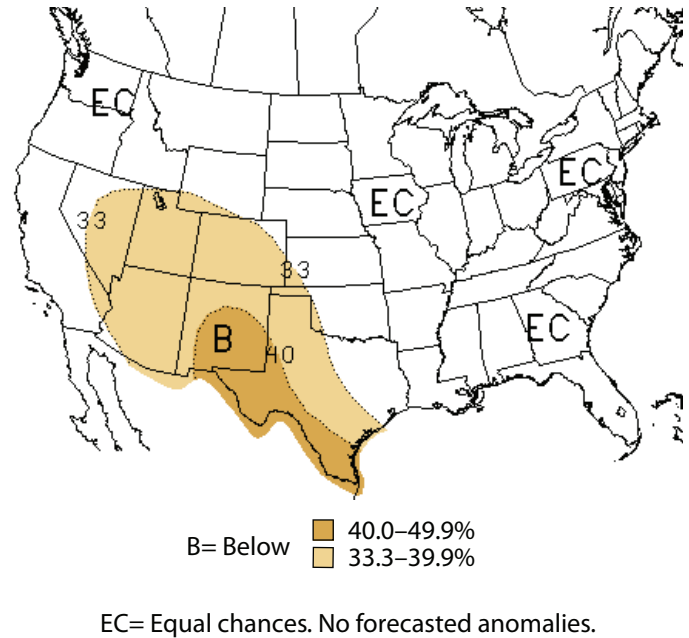 EC
EC
EC
33
33
EC
B
40
B= Below
40.0–49.9%
33.3–39.9%
EC= Equal chances. No forecasted anomalies.